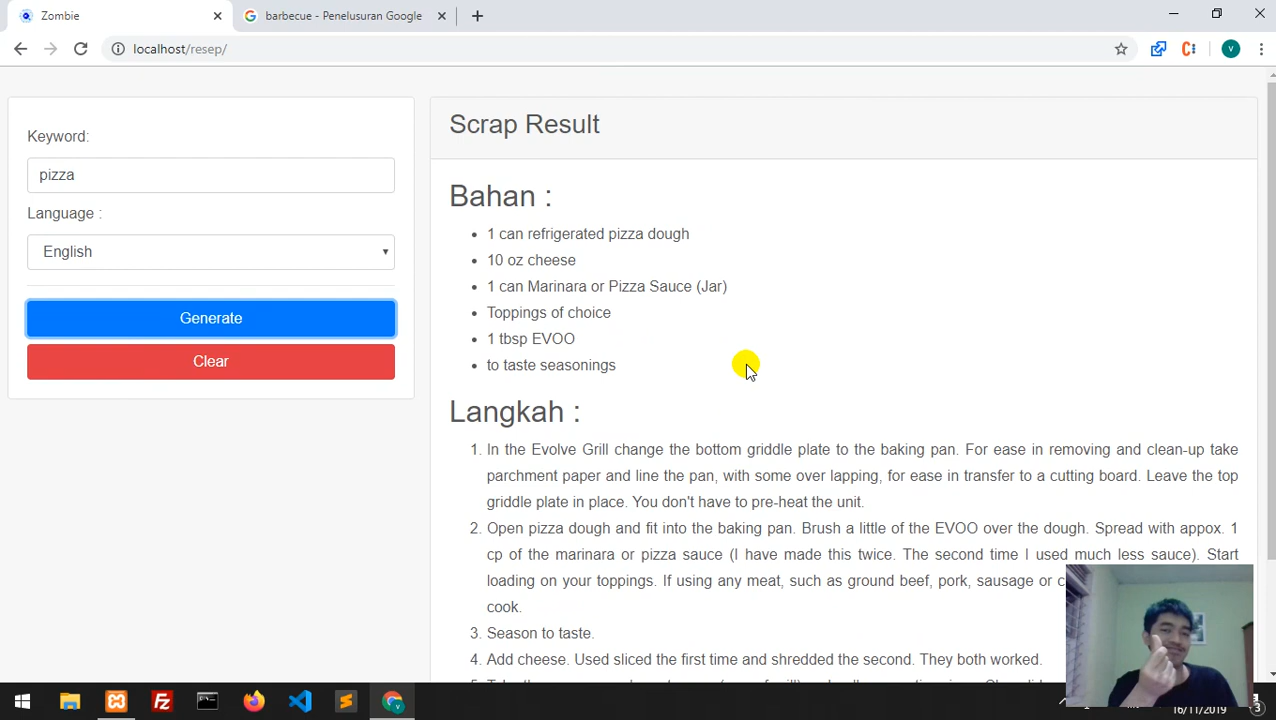 Zombie
barbecue - Penelusuran Google
localhost/resep/
V
Keyword:
pizza
Language :
English
Generate
Clear
Scrap Result
Bahan :
1 can refrigerated pizza dough
10 oz cheese
1 can Marinara or Pizza Sauce (Jar)
Toppings of choice
1 tbsp EVOO
to taste seasonings
Langkah :
1. In the Evolve Grill change the bottom griddle plate to the baking pan. For ease in removing and clean-up take
parchment paper and line the pan, with some over lapping, for ease in transfer to a cutting board. Leave the top
griddle plate in place. You don't have to pre-heat the unit.
2. Open pizza dough and fit into the baking pan. Brush a little of the EVOO over the dough. Spread with appox. 1
cp of the marinara or pizza sauce (I have made this twice. The second time I used much less sauce). Start
loading on your toppings. If using any meat, such as ground beef, pork, sausage or
cook.
3. Season to taste.
4. Add cheese. Used sliced the first time and shredded the second. They both worked.
16/11/2019
3